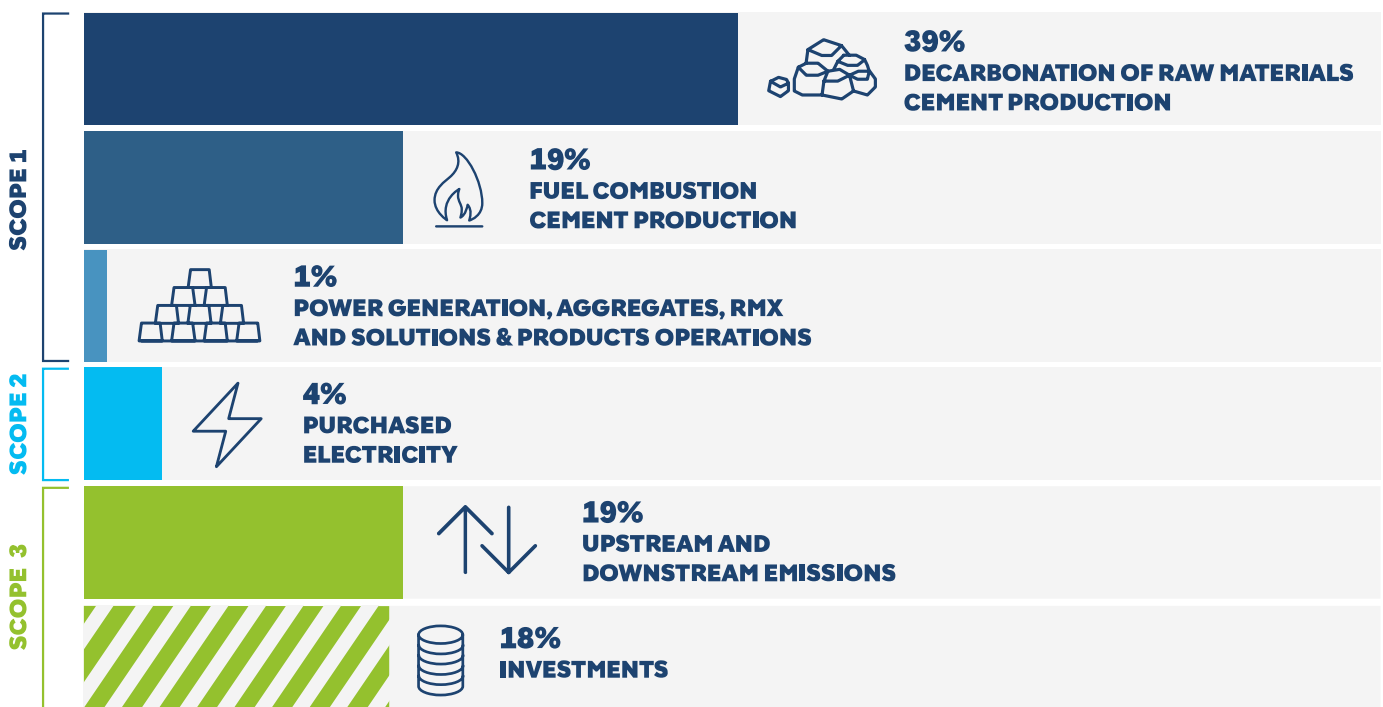 SCOPE 1
39%
DECARBONATION OF RAW MATERIALS
CEMENT PRODUCTION
19%
FUEL COMBUSTION
CEMENT PRODUCTION
1%
POWER GENERATION, AGGREGATES, RMX
AND SOLUTIONS & PRODUCTS OPERATIONS
SCOPE 2
4%
PURCHASED
ELECTRICITY
SCOPE 3
19%
UPSTREAM AND
DOWNSTREAM EMISSIONS
18%
INVESTMENTS